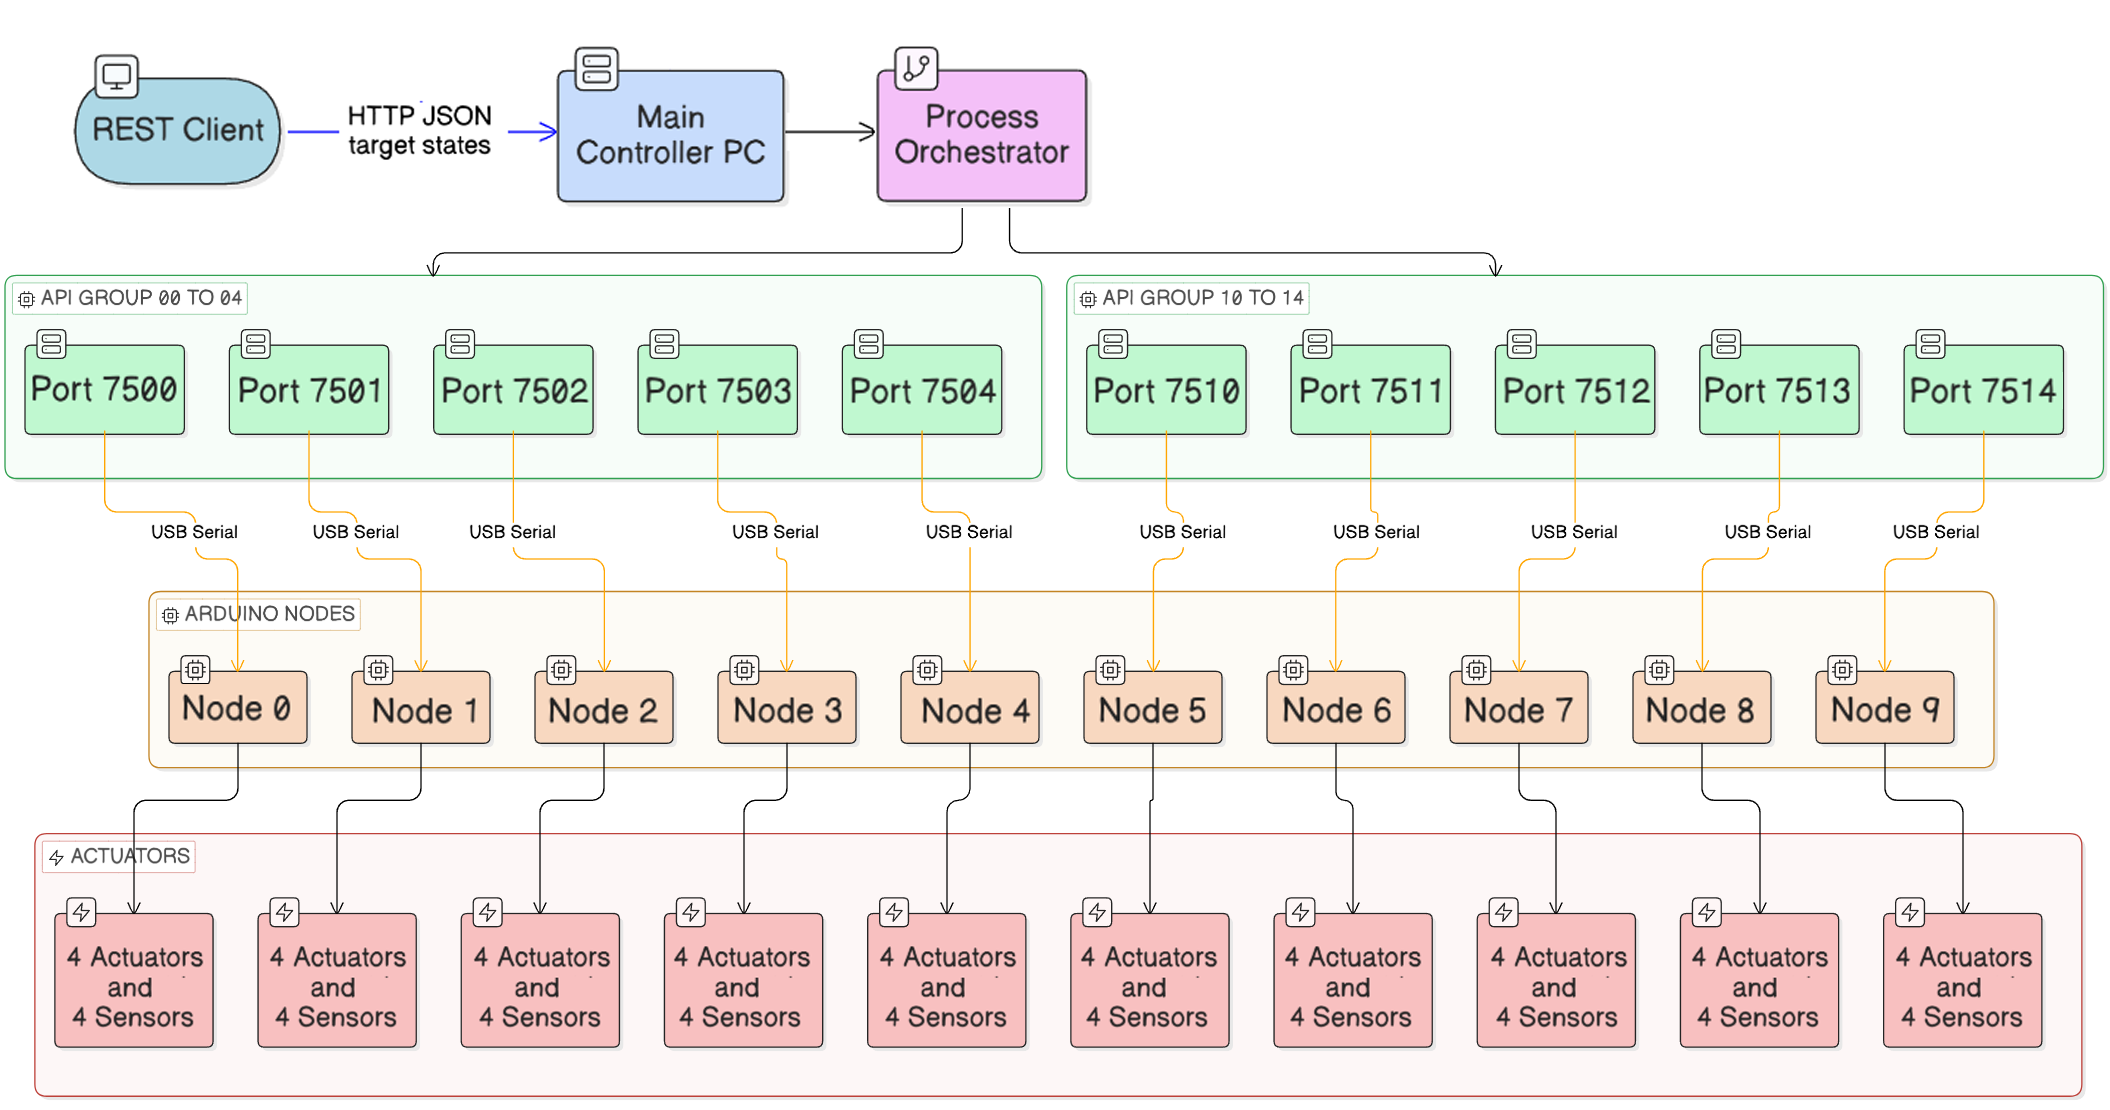 REST Client
HTTP JSON
target states
Main
Controller PC
Process
Orchestrator
API GROUP 00 TO 04
API GROUP 10 TO 14
Port 7500
Port 7501
Port 7502
Port 7503
Port 7504
Port 7510
Port 7511
Port 7512
Port 7513
Port 7514
USB Serial
USB Serial
USB Serial
USB Serial
USB Serial
USB Serial
USB Serial
USB Serial
USB Serial
USB Serial
ARDUINO NODES
Node 0
Node 1
Node 2
Node 3
Node 4
Node 5
Node 6
Node 7
Node 8
Node 9
ACTUATORS
4 Actuators
and
4 Sensors
4 Actuators
and
4 Sensors
4 Actuators
and
4 Sensors
4 Actuators
and
4 Sensors
4 Actuators
and
4 Sensors
4 Actuators
and
4 Sensors
4 Actuators
and
4 Sensors
4 Actuators
and
4 Sensors
4 Actuators
and
4 Sensors
4 Actuators
and
4 Sensors